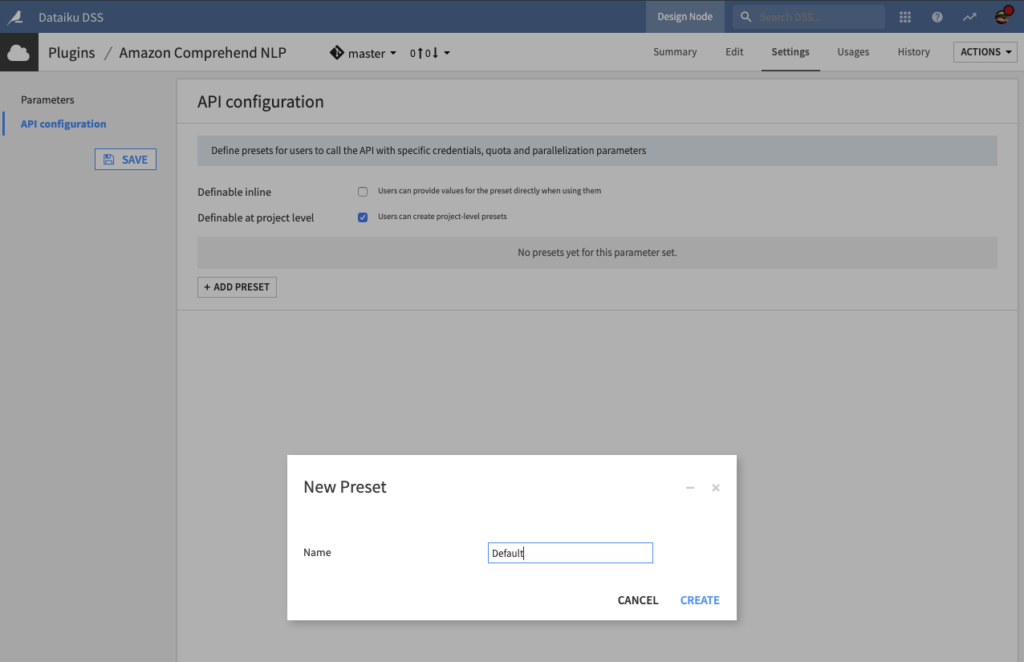 Dataiku DSS
Design Node
Search DSS...
Plugins / Amazon Comprehend NLP
master
0 0
Summary
Edit
Settings
Usages
History
ACTIONS
Parameters
API configuration
SAVE
API configuration
Define presets for users to call the API with specific credentials, quota and parallelization parameters
Definable inline
Users can provide values for the preset directly when using them
Definable at project level
Users can create project-level presets
No presets yet for this parameter set.
+ ADD PRESET
New Preset
Name
Default
CANCEL
CREATE